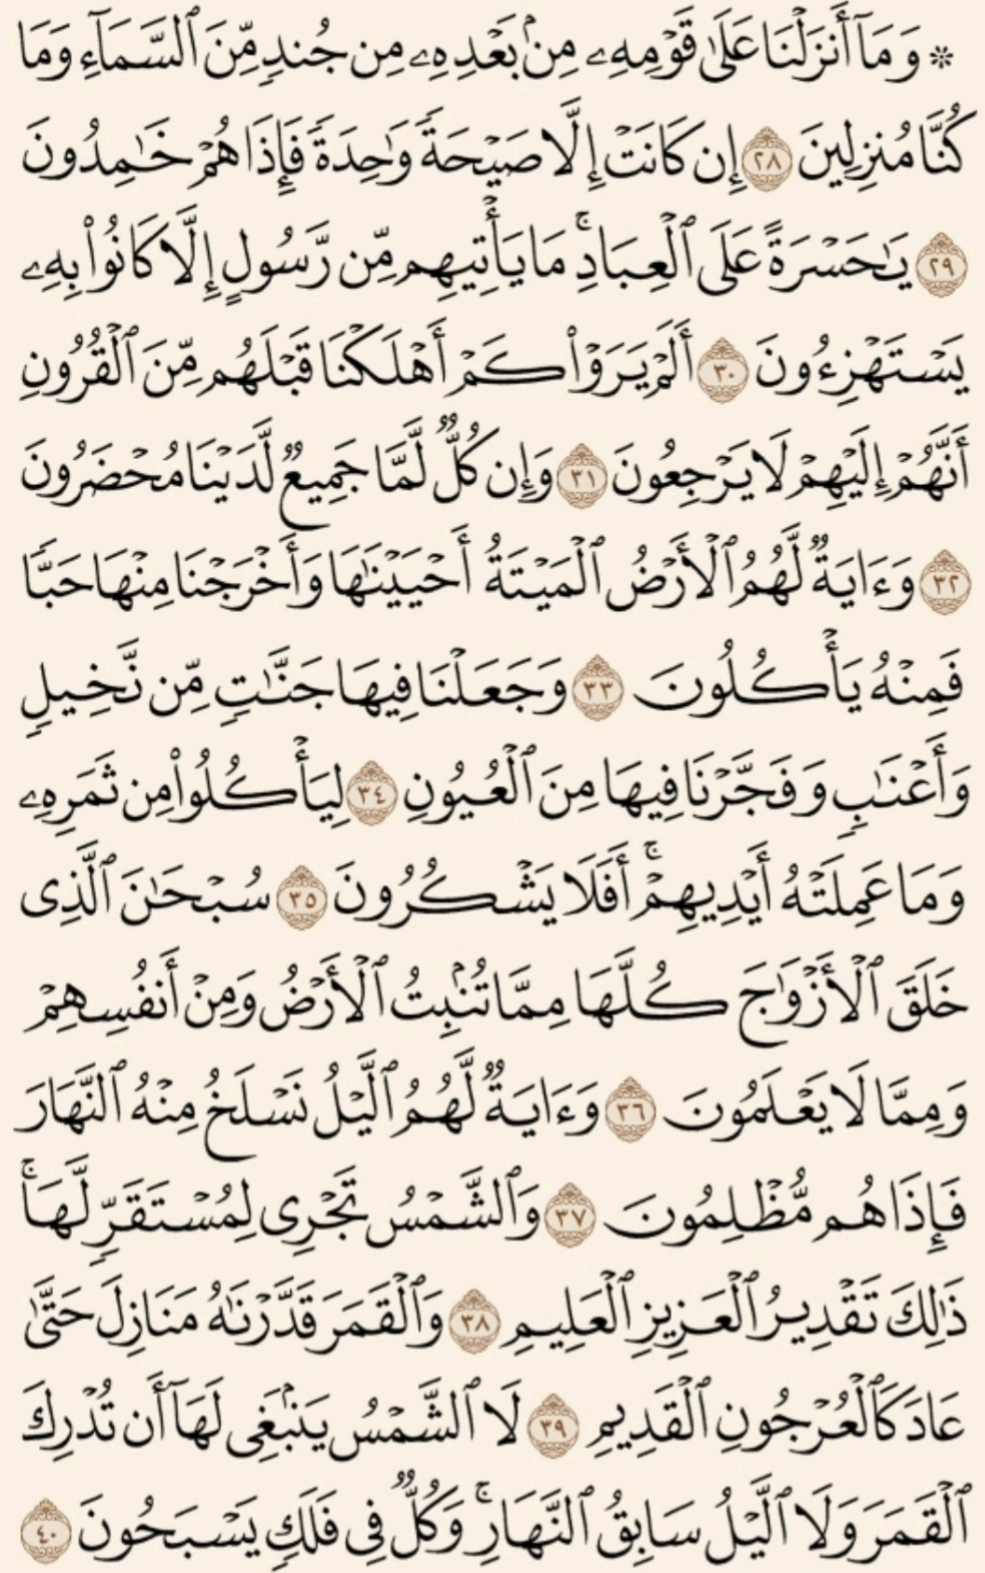 ۞ وَمَآ أَنزَلۡنَا عَلَىٰ قَوۡمِهِۦ مِنۢ بَعۡدِهِۦ مِن جُندٖ مِّنَ ٱلسَّمَآءِ وَمَا
كُنَّا مُنزِلِينَ ٢٨ إِن كَانَتۡ إِلَّا صَيۡحَةٗ وَٰحِدَةٗ فَإِذَا هُمۡ خَٰمِدُونَ
٢٩ يَٰحَسۡرَةً عَلَى ٱلۡعِبَادِۚ مَا يَأۡتِيهِم مِّن رَّسُولٍ إِلَّا كَانُواْ بِهِۦ
يَسۡتَهۡزِءُونَ ٣٠ أَلَمۡ يَرَوۡاْ كَمۡ أَهۡلَكۡنَا قَبۡلَهُم مِّنَ ٱلۡقُرُونِ
أَنَّهُمۡ إِلَيۡهِمۡ لَا يَرۡجِعُونَ ٣١ وَإِن كُلّٞ لَّمَّا جَمِيعٞ لَّدَيۡنَا مُحۡضَرُونَ
٣٢ وَءَايَةٞ لَّهُمُ ٱلۡأَرۡضُ ٱلۡمَيۡتَةُ أَحۡيَيۡنَٰهَا وَأَخۡرَجۡنَا مِنۡهَا حَبّٗا
فَمِنۡهُ يَأۡكُلُونَ ٣٣ وَجَعَلۡنَا فِيهَا جَنَّٰتٖ مِّن نَّخِيلٖ
وَأَعۡنَٰبٖ وَفَجَّرۡنَا فِيهَا مِنَ ٱلۡعُيُونِ ٣٤ لِيَأۡكُلُواْ مِن ثَمَرِهِۦ
وَمَا عَمِلَتۡهُ أَيۡدِيهِمۡۚ أَفَلَا يَشۡكُرُونَ ٣٥ سُبۡحَٰنَ ٱلَّذِي
خَلَقَ ٱلۡأَزۡوَٰجَ كُلَّهَا مِمَّا تُنۢبِتُ ٱلۡأَرۡضُ وَمِنۡ أَنفُسِهِمۡ
وَمِمَّا لَا يَعۡلَمُونَ ٣٦ وَءَايَةٞ لَّهُمُ ٱلَّيۡلُ نَسۡلَخُ مِنۡهُ ٱلنَّهَارَ
فَإِذَا هُم مُّظۡلِمُونَ ٣٧ وَٱلشَّمۡسُ تَجۡرِي لِمُسۡتَقَرّٖ لَّهَاۚ
ذَٰلِكَ تَقۡدِيرُ ٱلۡعَزِيزِ ٱلۡعَلِيمِ ٣٨ وَٱلۡقَمَرَ قَدَّرۡنَٰهُ مَنَازِلَ حَتَّىٰ
عَادَ كَٱلۡعُرۡجُونِ ٱلۡقَدِيمِ ٣٩ لَا ٱلشَّمۡسُ يَنۢبَغِي لَهَآ أَن تُدۡرِكَ
ٱلۡقَمَرَ وَلَا ٱلَّيۡلُ سَابِقُ ٱلنَّهَارِۚ وَكُلّٞ فِي فَلَكٖ يَسۡبَحُونَ ٤٠